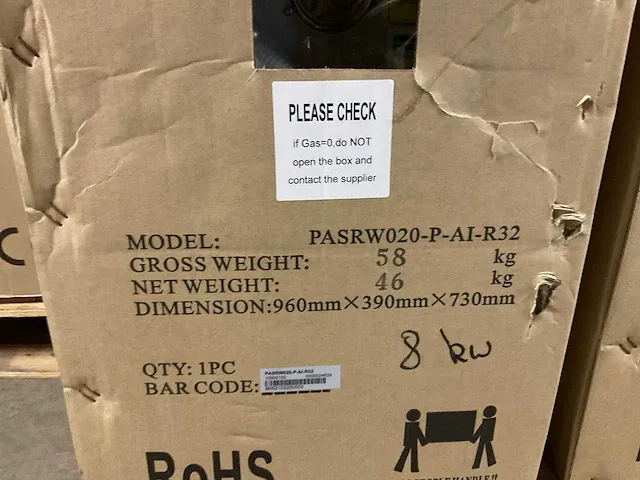 PLEASE CHECK
if Gas=0,do NOT
open the box and
contact the supplier
MODEL: PASRW020-P-AI-R32
GROSS WEIGHT: 58 kg
NET WEIGHT: 46 kg
DIMENSION:960mm×390mm×730mm
8 kw
QTY: 1PC
PASRW020-P-AI-R32
BAR CODE:
RoHS
HANDLE!!
C